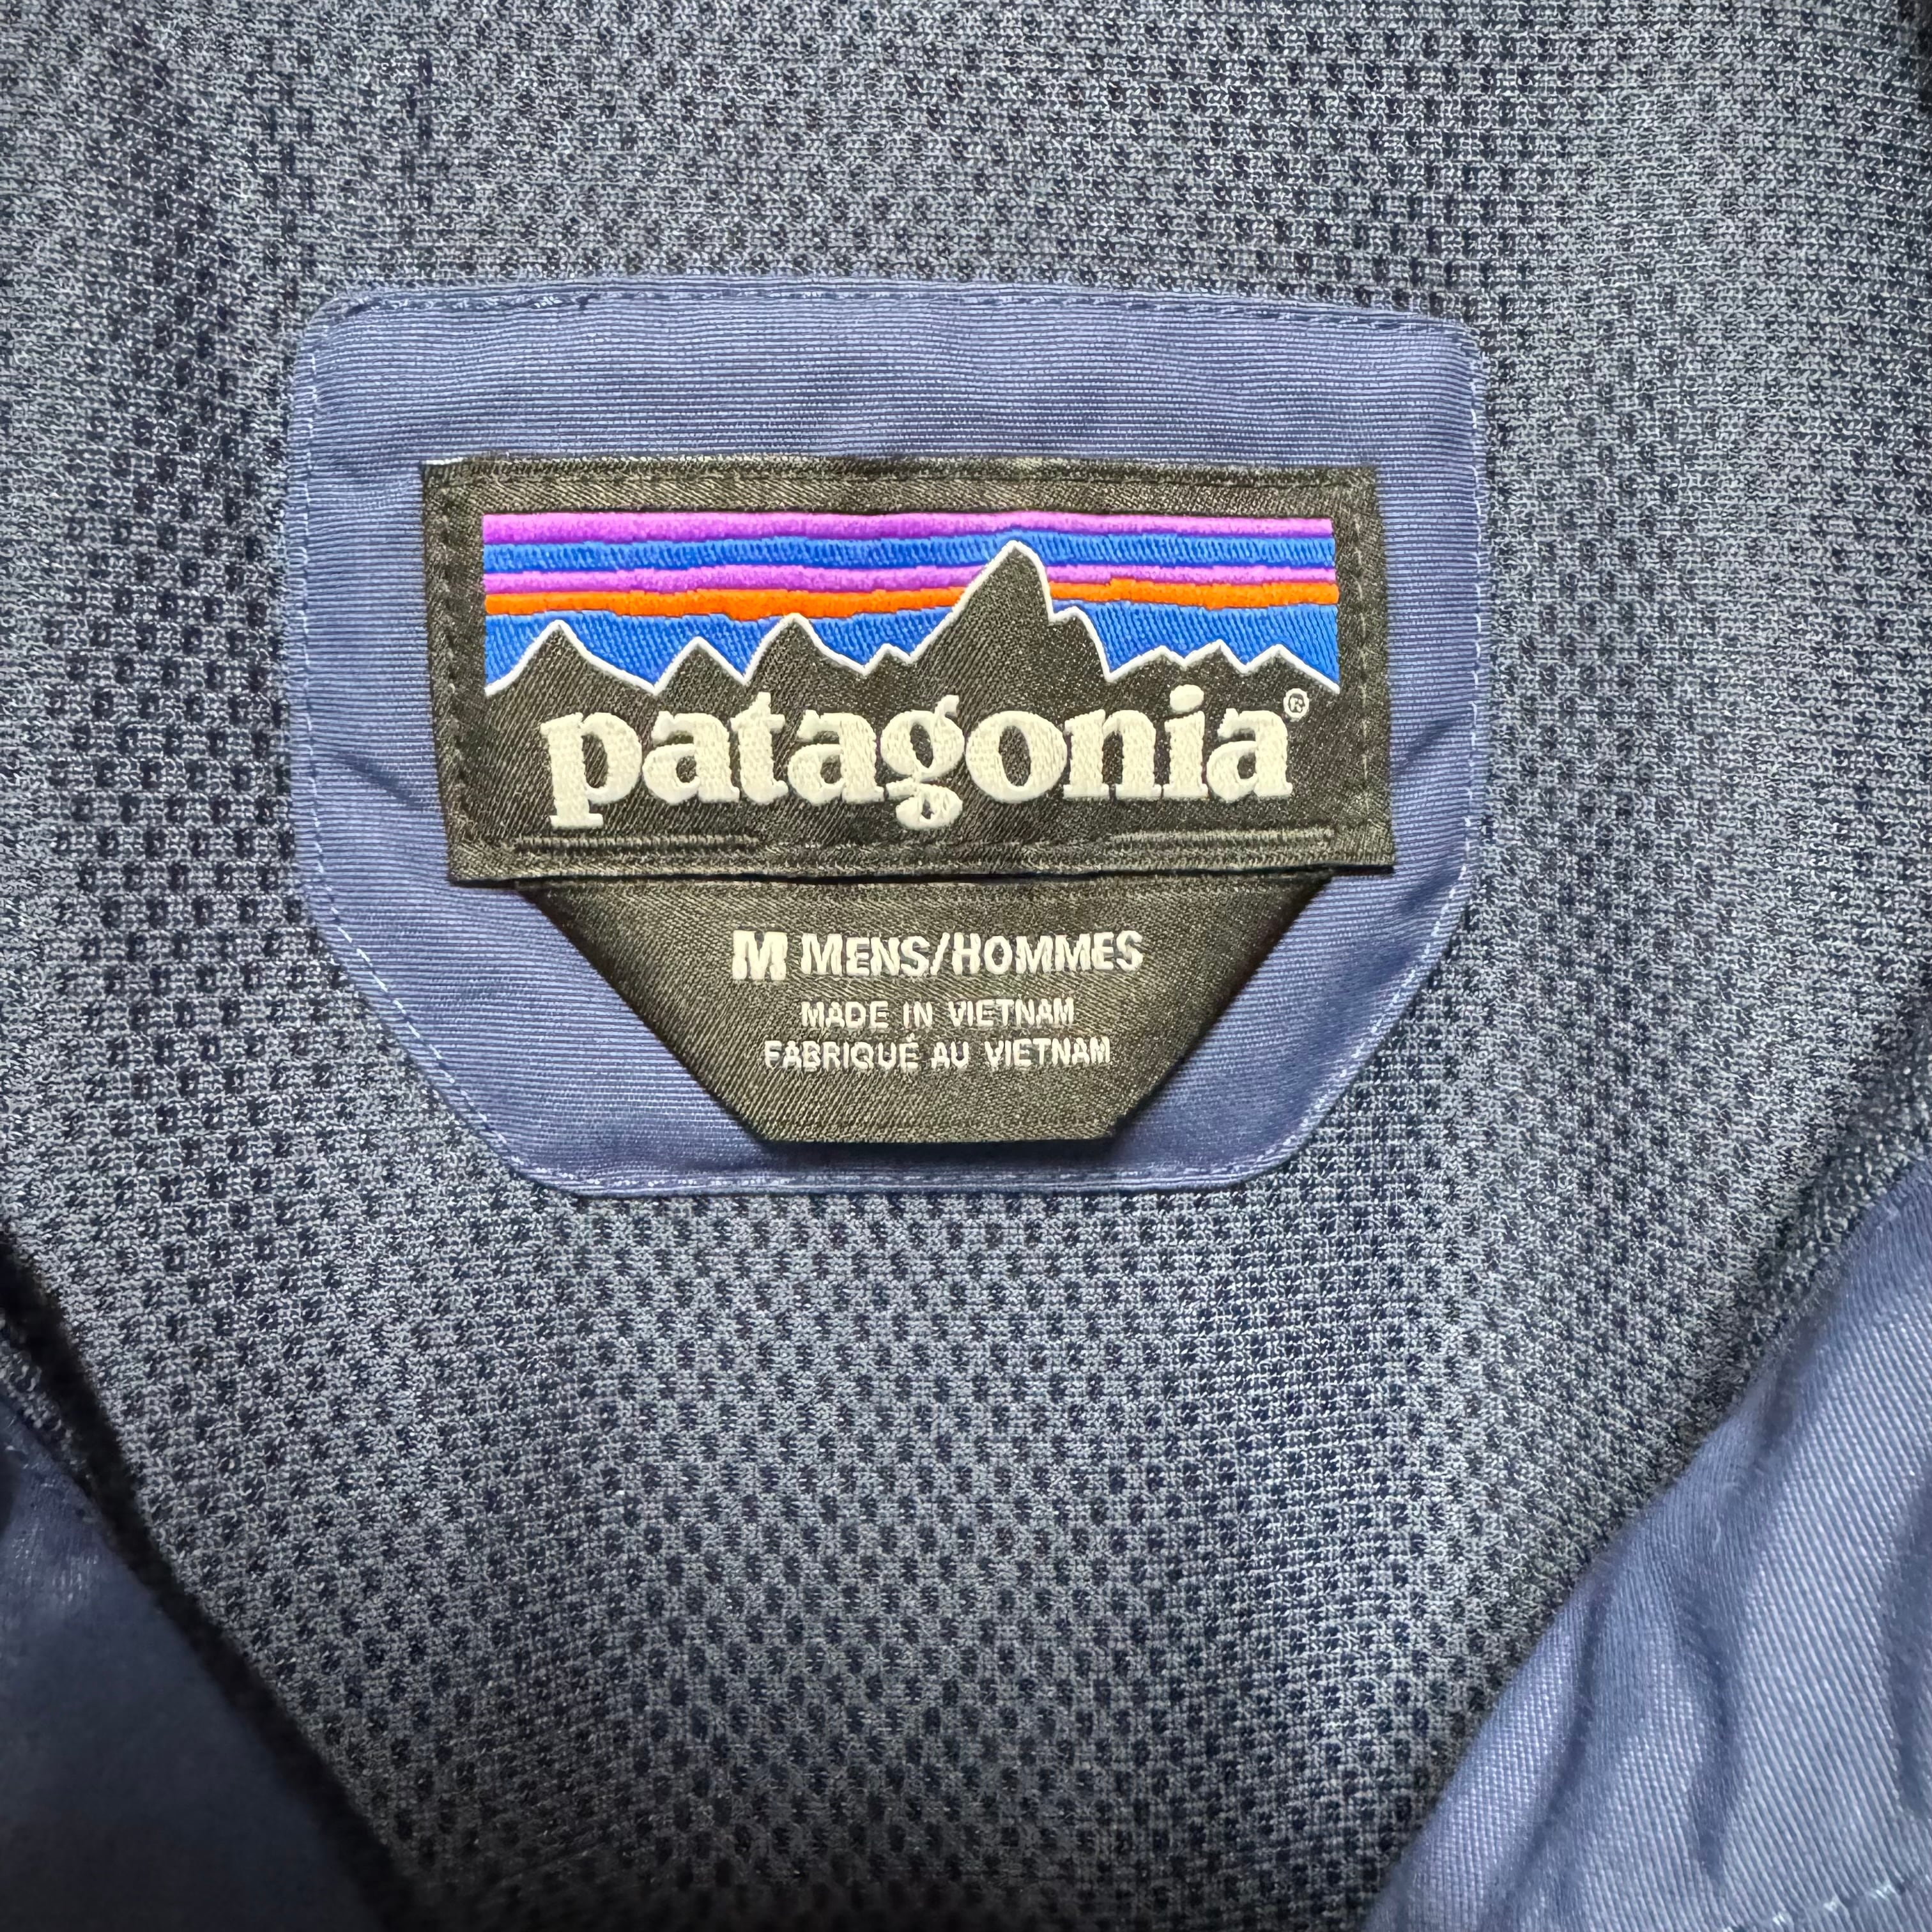 patagonia®
M MENS/HOMMES
MADE IN VIETNAM
FABRIQUÉ AU VIETNAM